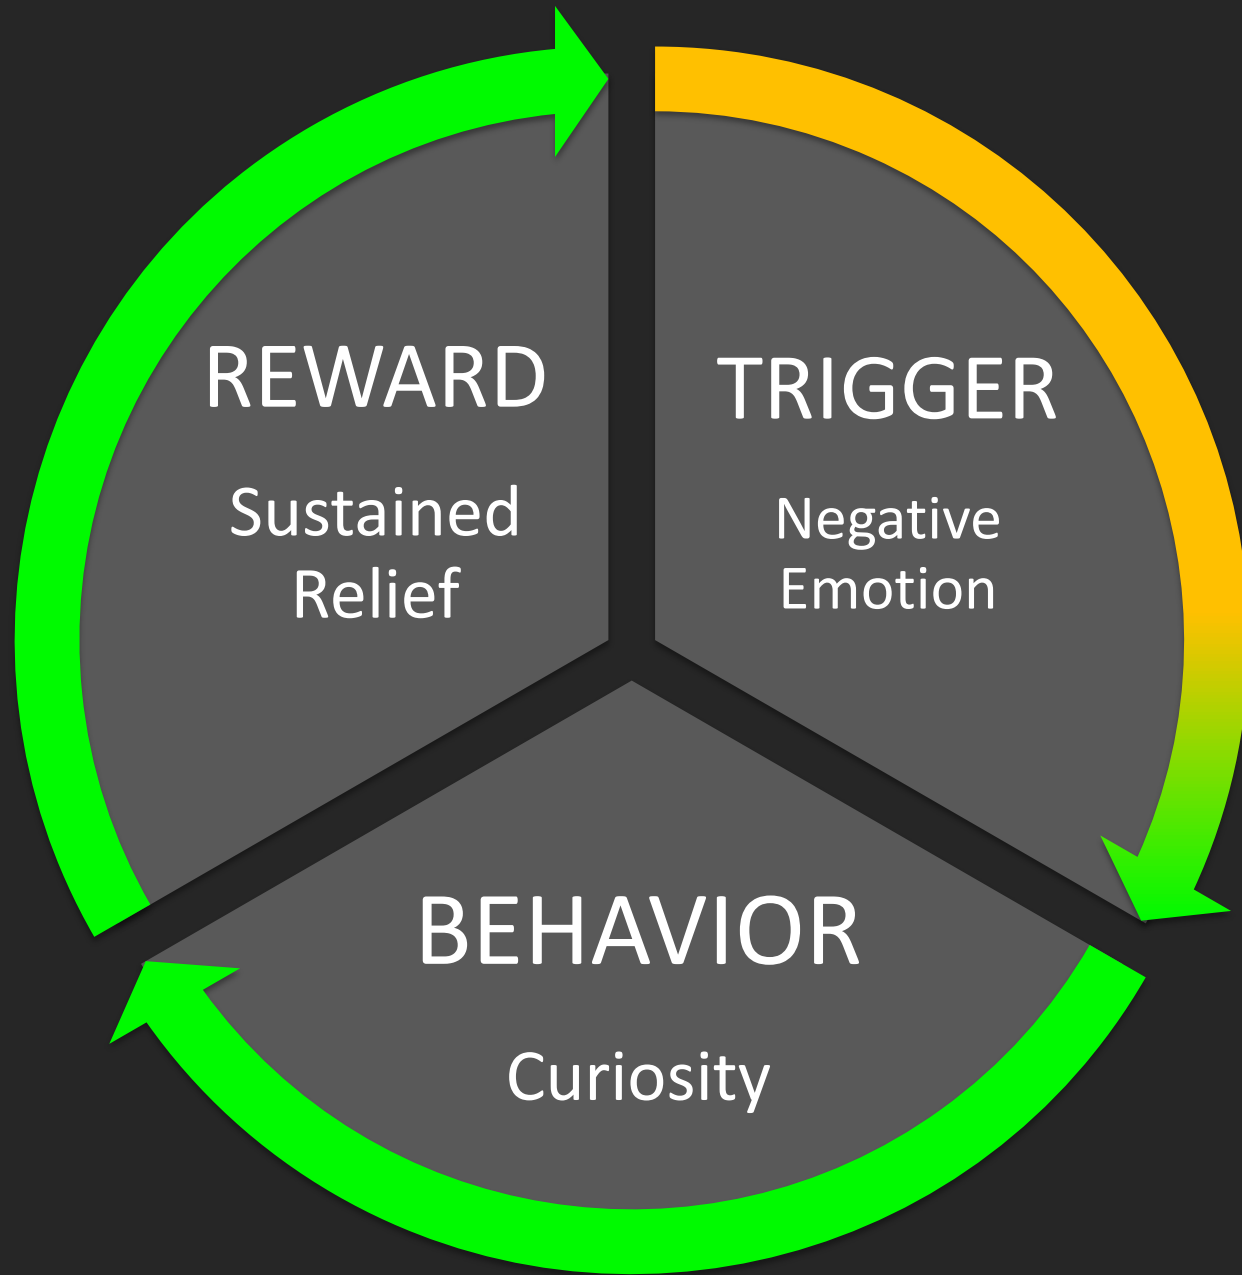 REWARD
Sustained
Relief
TRIGGER
Negative
Emotion
BEHAVIOR
Curiosity